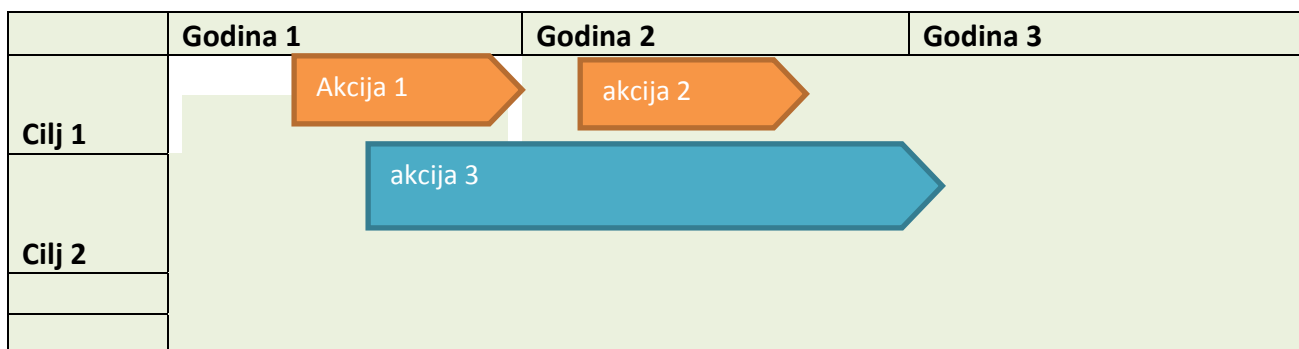 Godina 1 Godina 2 Godina 3
Akcija 1 akcija 2
Cilj 1
akcija 3
Cilj 2